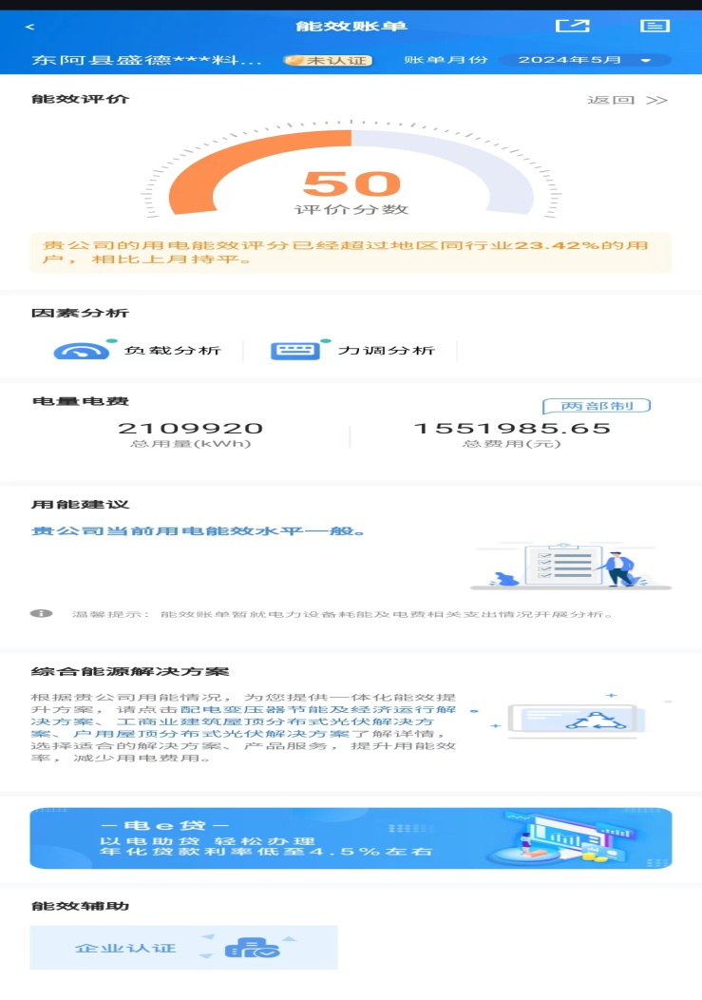 <
能效账单
东阿县盛德***料...
未认证
账单月份
2024年5月
能效评价
返回 >>
50
评价分数
贵公司的用电能效评分已经超过地区同行业23.42%的用
户，相比上月持平。
因素分析
负载分析
力调分析
电量电费
两部制
2109920
1551985.65
总用量(kWh)
总费用(元)
用能建议
贵公司当前用电能效水平一般。
温馨提示：能效账单暂就电力设备耗能及电费相关支出情况开展分析。
综合能源解决方案
根据贵公司用能情况，为您提供一体化能效提
升方案，请点击配电变压器节能及经济运行解
决方案、工商业建筑屋顶分布式光伏解决方
案、户用屋顶分布式光伏解决方案了解详情，
选择适合的解决方案、产品服务，提升用能效
率，减少用电费用。
—电e贷—
以电助贷 轻松办理
年化贷款利率低至4.5%左右
能效辅助
企业认证